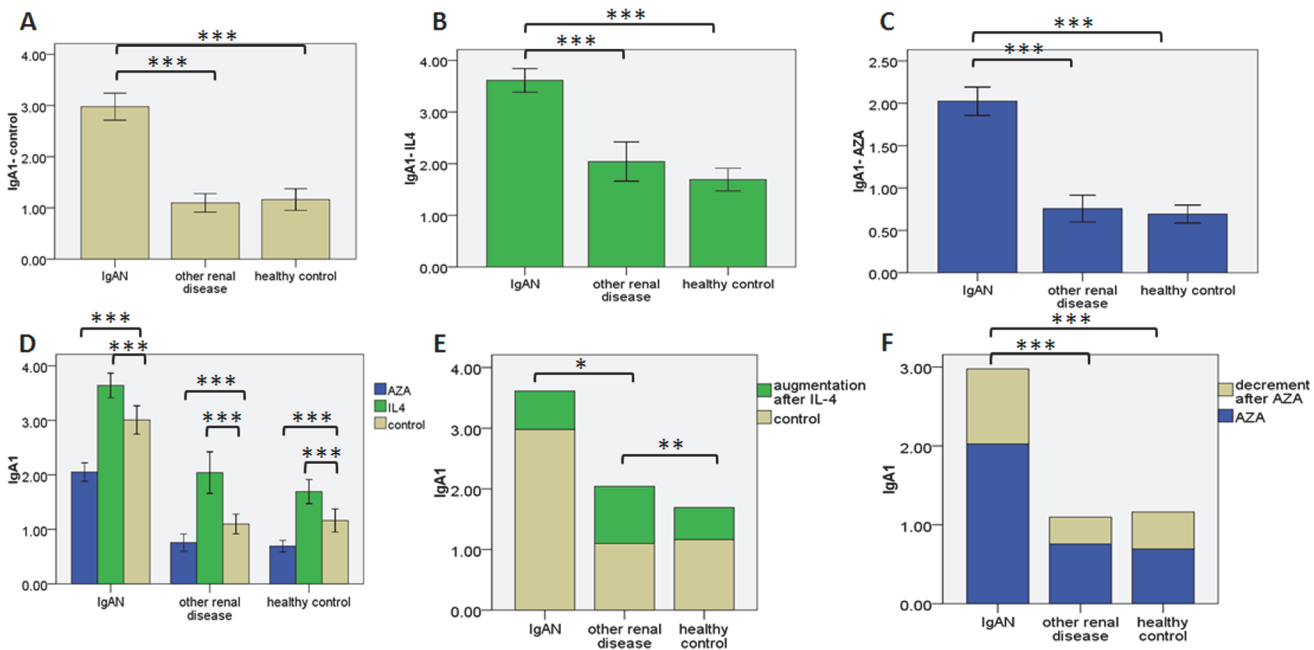 A
***
***
4.00
3.00
2.00
1.00
0.00
IgA1- control
IgAN
other renal
disease
healthy control
B
***
***
4.00
3.00
2.00
1.00
0.00
IgA1- IL4
IgAN
other renal
disease
healthy control
C
***
***
2.50
2.00
1.50
1.00
0.50
0.00
IgA1- AZA
IgAN
other renal
disease
healthy control
D
***
***
***
***
***
***
4.00
3.00
2.00
1.00
0.00
IgA1
IgAN
other renal
disease
healthy control
AZA
IL4
control
E
*
**
4.00
3.00
2.00
1.00
0.00
IgA1
IgAN
other renal
disease
healthy
control
augmentation
after IL-4
control
F
***
***
3.00
2.00
1.00
0.00
IgA1
IgAN
other renal
disease
healthy
control
decrement
after AZA
AZA